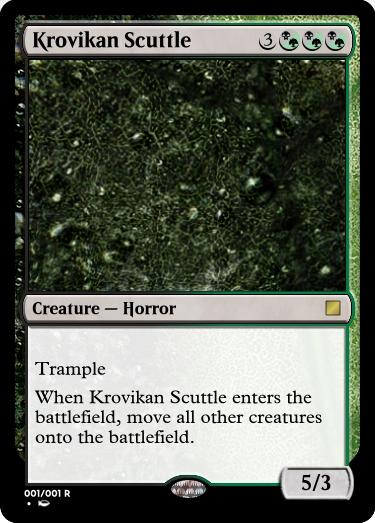 Krovikan Scuttle 3
Creature — Horror
Trample
When Krovikan Scuttle enters the
battlefield, move all other creatures
onto the battlefield.
5/3
001/001 R